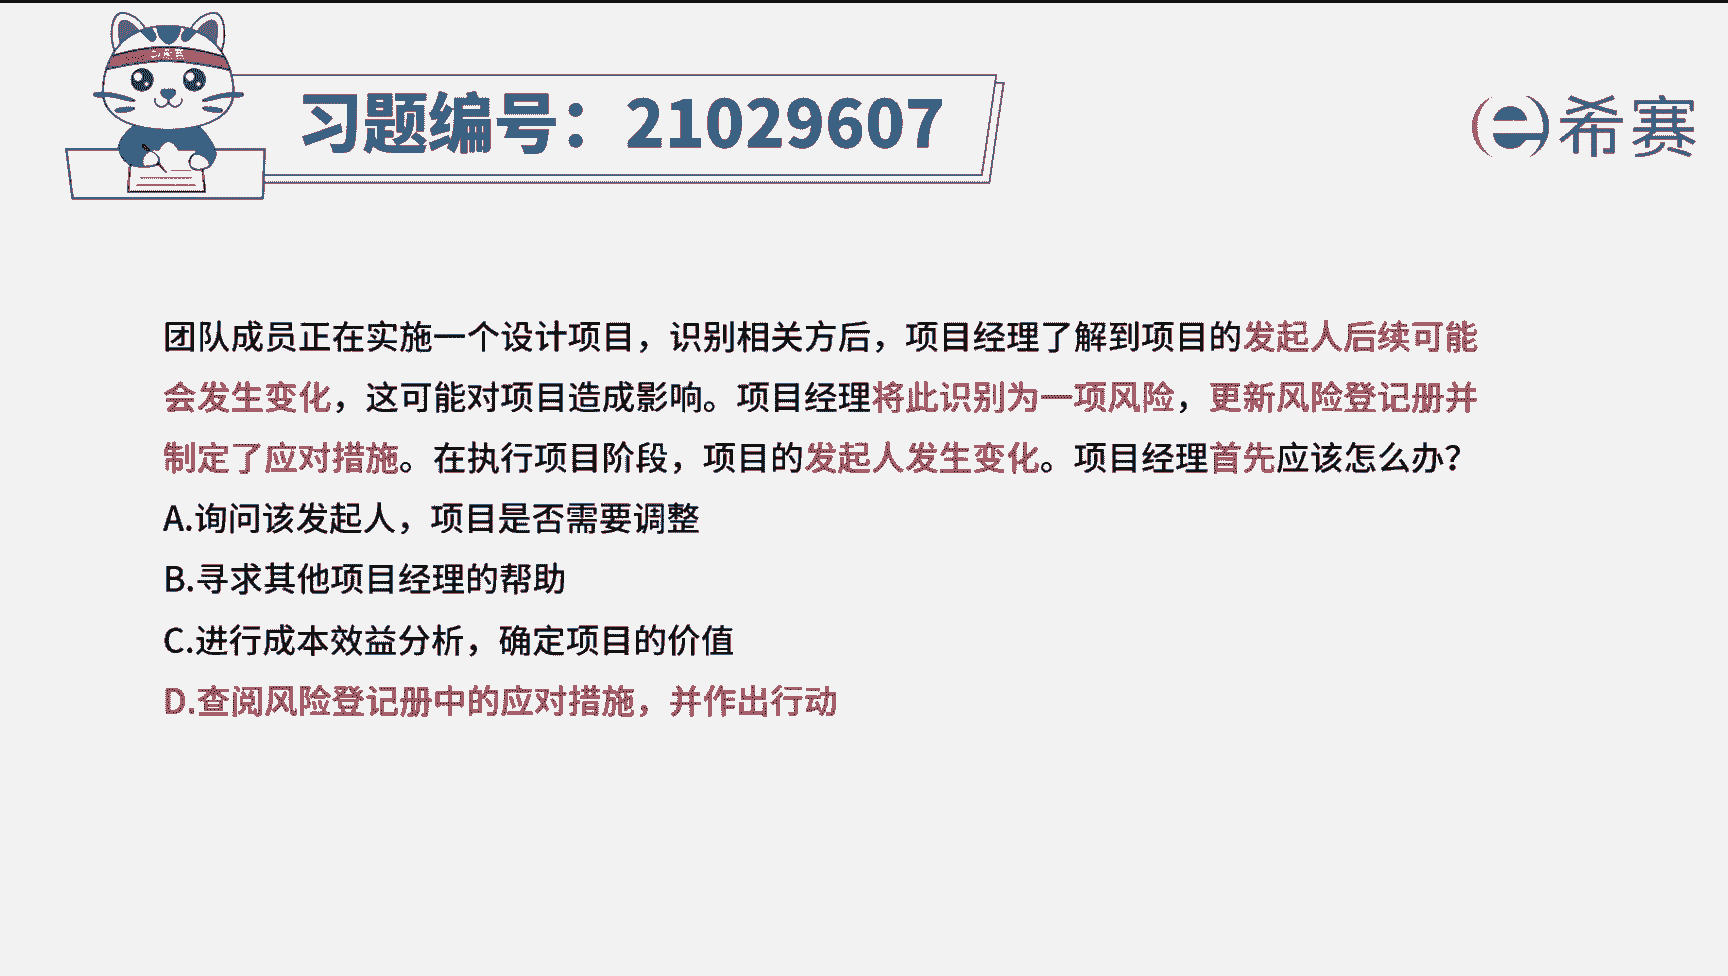 习题编号：21029607
希赛
团队成员正在实施一个设计项目，识别相关方后，项目经理了解到项目的发起人后续可能
会发生变化，这可能对项目造成影响。项目经理将此识别为一项风险，更新风险登记册并
制定了应对措施。在执行项目阶段，项目的发起人发生变化。项目经理首先应该怎么办？
A.询问该发起人，项目是否需要调整
B.寻求其他项目经理的帮助
C.进行成本效益分析，确定项目的价值
D.查阅风险登记册中的应对措施，并作出行动